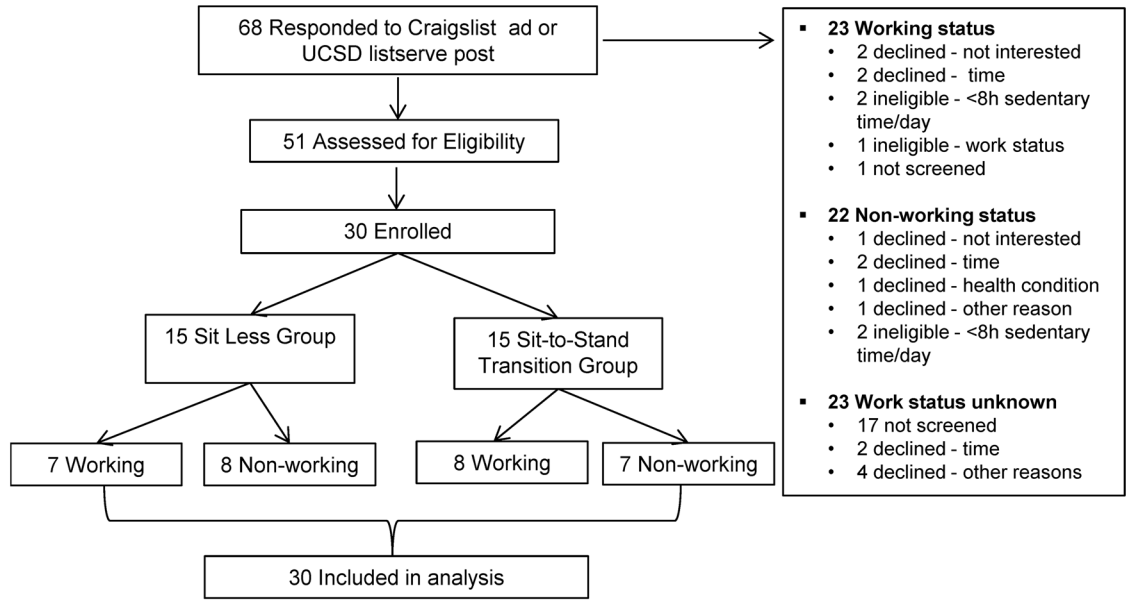 68 Responded to Craigslist ad or
UCSD listserve post
51 Assessed for Eligibility
30 Enrolled
15 Sit Less Group
15 Sit-to-Stand
Transition Group
7 Working
8 Non-working
8 Working
7 Non-working
30 Included in analysis
▪ 23 Working status
• 2 declined - not interested
• 2 declined - time
• 2 ineligible - <8h sedentary
time/day
• 1 ineligible - work status
• 1 not screened
▪ 22 Non-working status
• 1 declined - not interested
• 2 declined - time
• 1 declined - health condition
• 1 declined - other reason
• 2 ineligible - <8h sedentary
time/day
▪ 23 Work status unknown
• 17 not screened
• 2 declined - time
• 4 declined - other reasons